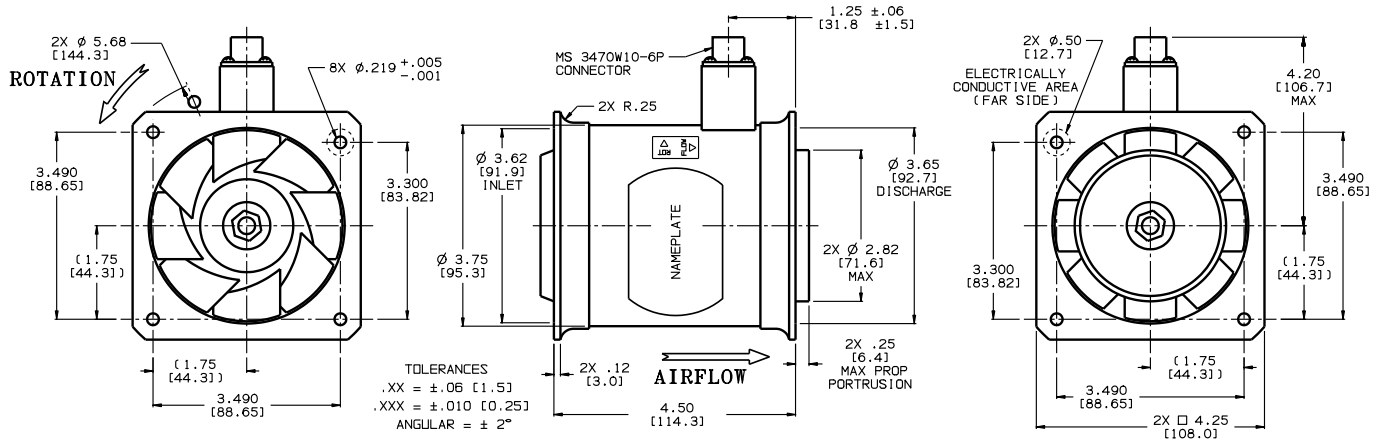 2X ø 5.68
[144.3]
ROTATION
8X ø.219 +.005
-.001
3.490
[88.65]
(1.75
[44.3])
3.300
[83.82]
(1.75
[44.3])
3.490
[88.65]
TOLERANCES
.XX = ±.06 [1.5]
.XXX = ±.010 [0.25]
ANGULAR = ± 2°
1.25 ±.06
[31.8 ±1.5]
MS 3470W10-6P
CONNECTOR
2X R.25
Ø 3.62
[91.9]
INLET
Ø 3.75
[95.3]
ROT
FLOW
NAMEPLATE
Ø 3.65
[92.7]
DISCHARGE
2X Ø 2.82
[71.6]
MAX
2X .12
[3.0]
AIRFLOW
2X .25
[6.4]
MAX PROP
PORTRUSION
4.50
[114.3]
2X ø.50
[12.7]
ELECTRICALLY
CONDUCTIVE AREA
(FAR SIDE)
4.20
[106.7]
MAX
3.300
[83.82]
3.490
[88.65]
(1.75
[44.3])
(1.75
[44.3])
3.490
[88.65]
2X □ 4.25
[108.0]